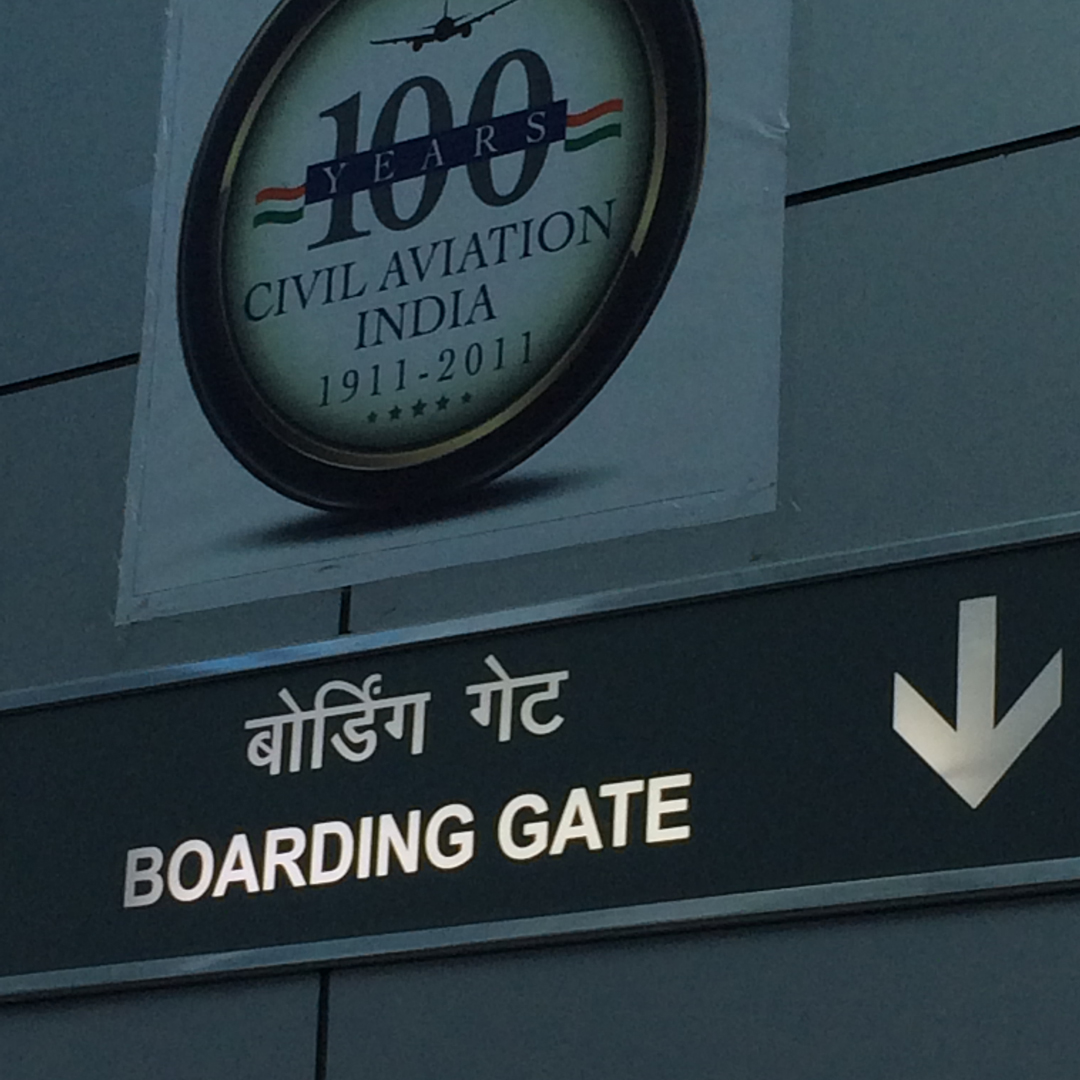 100
YEARS
CIVIL AVIATION
INDIA
1911-2011
बोर्डिंग गेट
BOARDING GATE